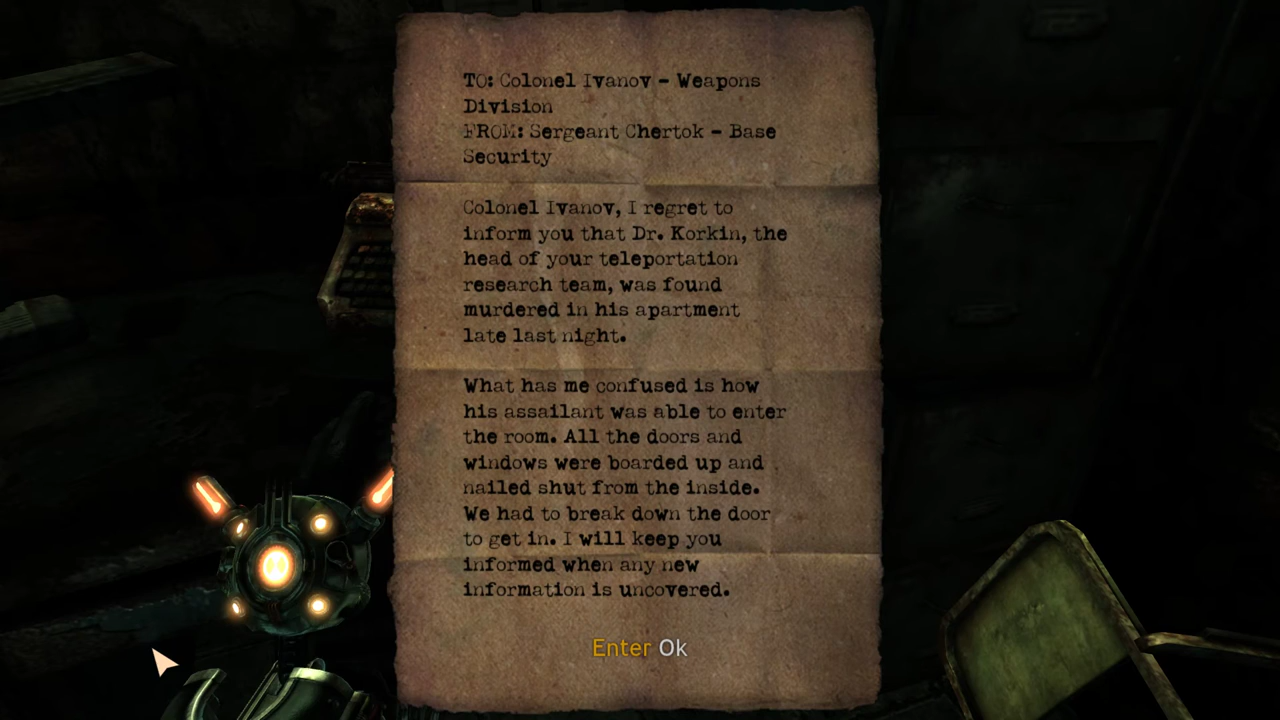 TO: Colonel Ivanov - Weapons
Division
FROM: Sergeant Chertok - Base
Security
Colonel Ivanov, I regret to
inform you that Dr. Korkin, the
head of your teleportation
research team, was found
murdered in his apartment
late last night.
What has me confused is how
his assailant was able to enter
the room. All the doors and
windows were boarded up and
nailed shut from the inside.
We had to break down the door
to get in. I will keep you
informed when any new
information is uncovered.
Enter Ok